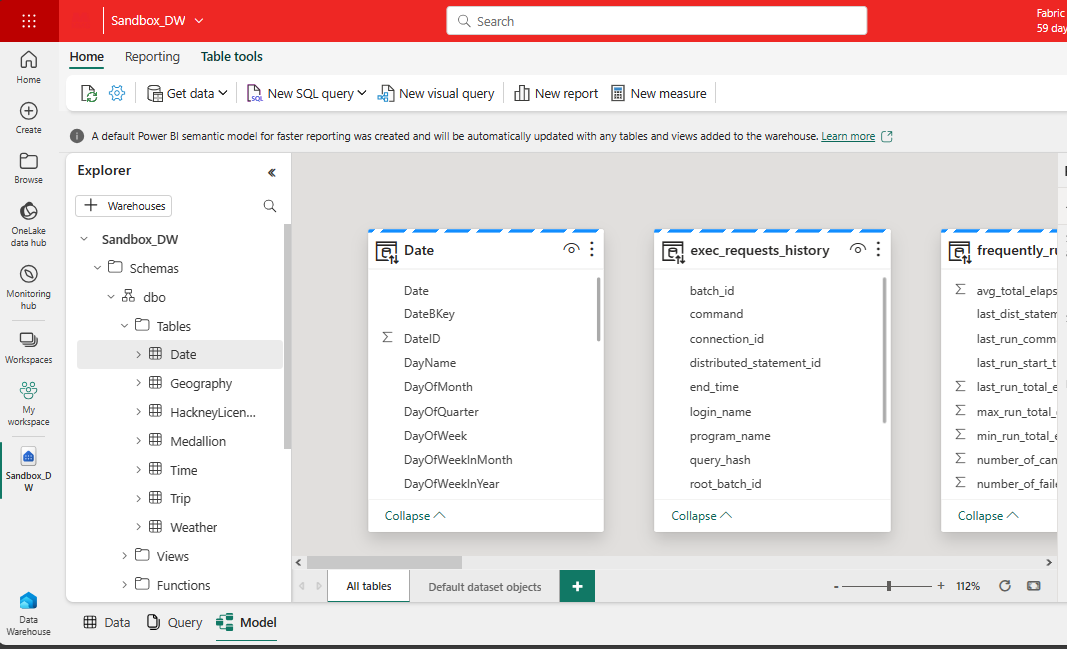 Sandbox_DW
Search
Fabric
59 day
Home
Reporting
Table tools
Get data
New SQL query
New visual query
New report
New measure
A default Power BI semantic model for faster reporting was created and will be automatically updated with any tables and views added to the warehouse. Learn more
Home
Create
Browse
OneLake
data hub
Monitoring
hub
Workspaces
My
workspace
Sandbox_D
W
Data
Warehouse
Explorer
Warehouses
Sandbox_DW
Schemas
dbo
Tables
Date
Geography
HackneyLicen...
Medallion
Time
Trip
Weather
Views
Functions
Date
Date
DateBKey
DateID
DayName
DayOfMonth
DayOfQuarter
DayOfWeek
DayOfWeekInMonth
DayOfWeekInYear
Collapse
exec_requests_history
batch_id
command
connection_id
distributed_statement_id
end_time
login_name
program_name
query_hash
root_batch_id
Collapse
frequently_ru
avg_total_elaps
last_dist_statem
last_run_comm
last_run_start_t
last_run_total_e
max_run_total_
min_run_total_e
number_of_can
number_of_faile
Collapse
All tables
Default dataset objects
+
- + 112%
Data
Query
Model